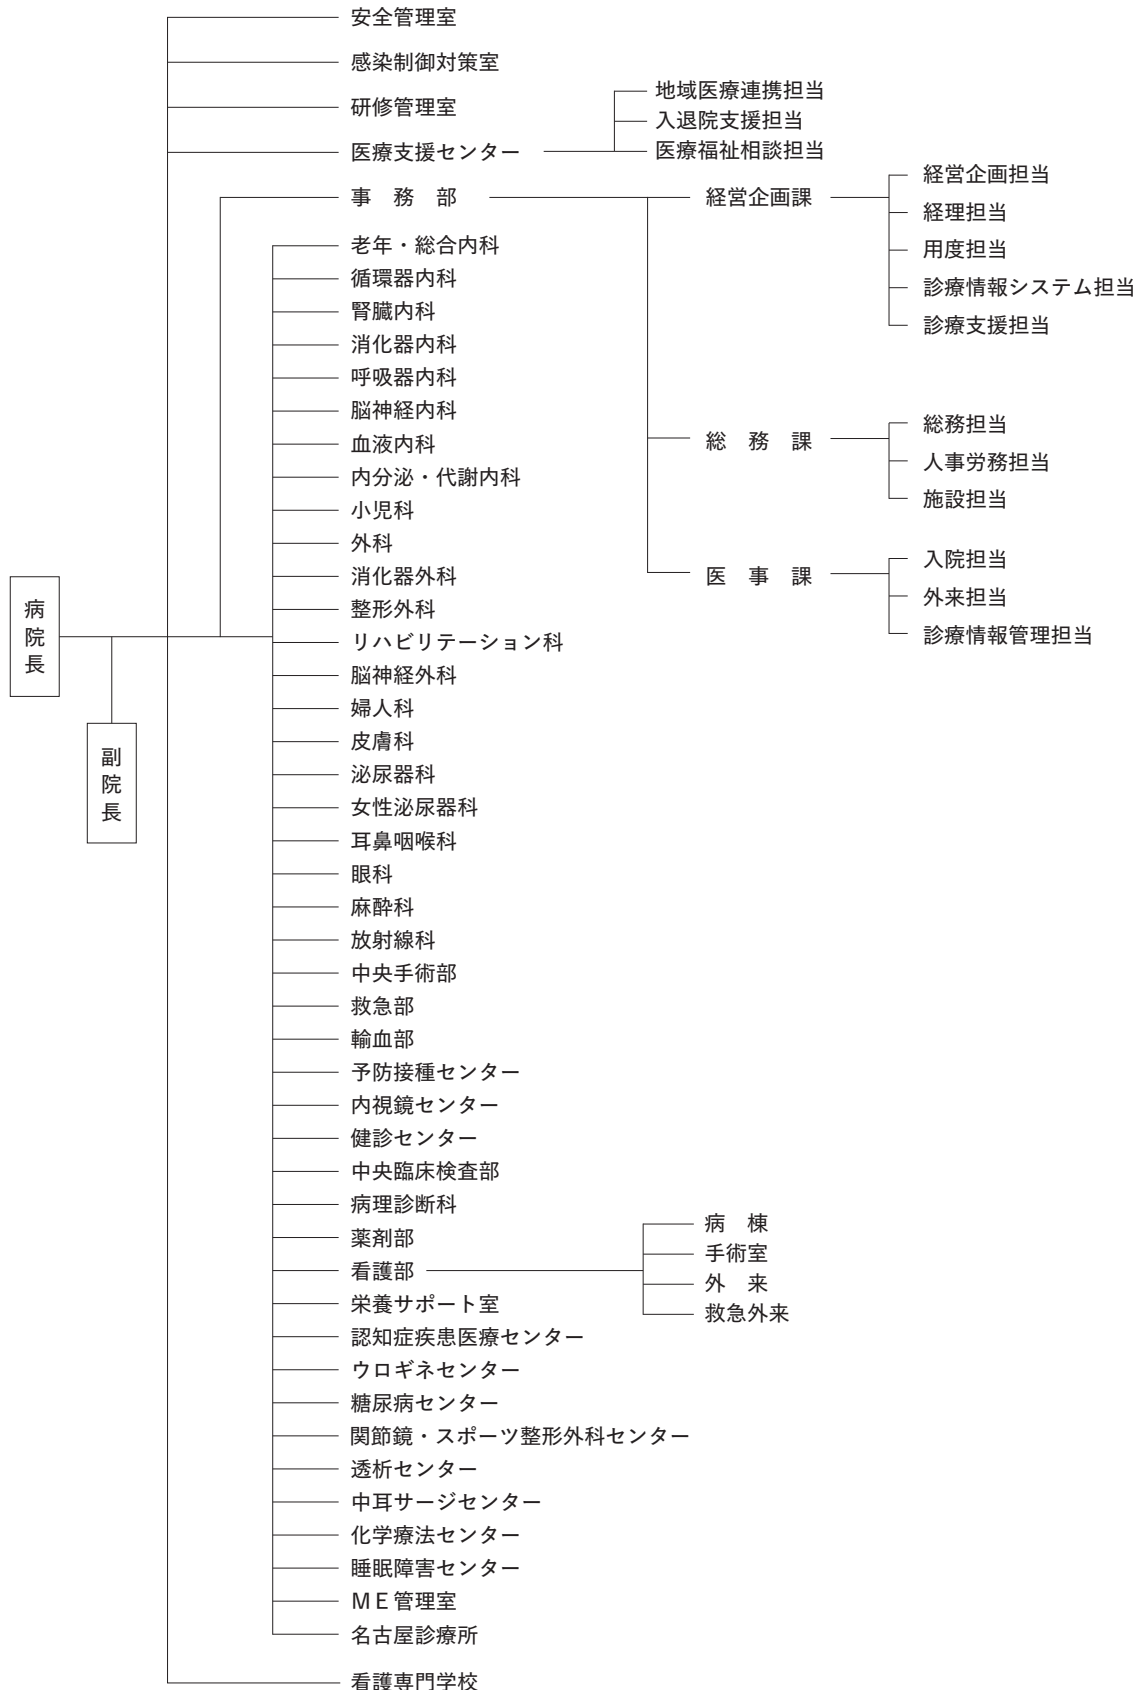 安全管理室
感染制御対策室
研修管理室
医療支援センター
地域医療連携担当
入退院支援担当
医療福祉相談担当
事　務　部
経営企画課
経営企画担当
経理担当
用度担当
診療情報システム担当
診療支援担当
総　務　課
総務担当
人事労務担当
施設担当
医　事　課
入院担当
外来担当
診療情報管理担当
病院長
副院長
老年・総合内科
循環器内科
腎臓内科
消化器内科
呼吸器内科
脳神経内科
血液内科
内分泌・代謝内科
小児科
外科
消化器外科
整形外科
リハビリテーション科
脳神経外科
婦人科
皮膚科
泌尿器科
女性泌尿器科
耳鼻咽喉科
眼科
麻酔科
放射線科
中央手術部
救急部
輸血部
予防接種センター
内視鏡センター
健診センター
中央臨床検査部
病理診断科
薬剤部
看護部
病　棟
手術室
外　来
救急外来
栄養サポート室
認知症疾患医療センター
ウロギネセンター
糖尿病センター
関節鏡・スポーツ整形外科センター
透析センター
中耳サージセンター
化学療法センター
睡眠障害センター
ＭＥ管理室
名古屋診療所
看護専門学校